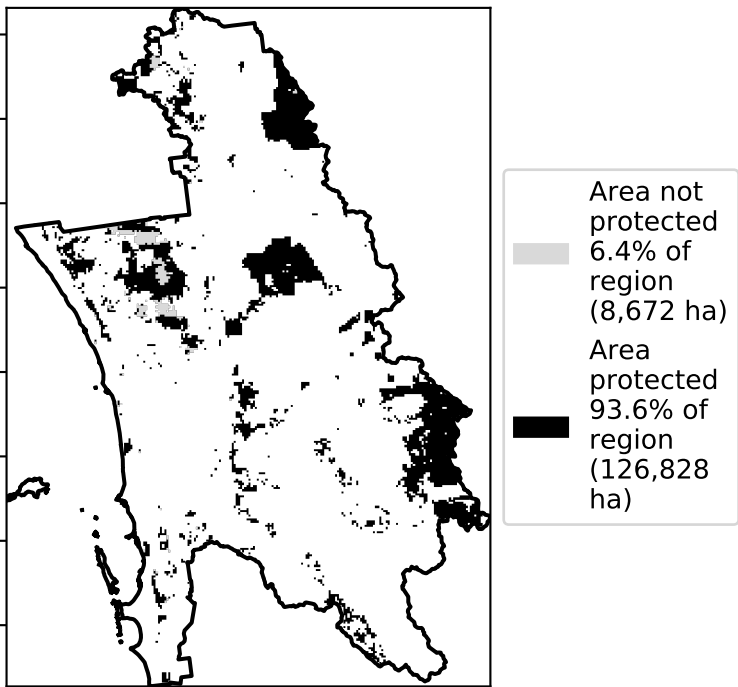 Area not
protected
6.4% of
region
(8,672 ha)
Area
protected
93.6% of
region
(126,828
ha)